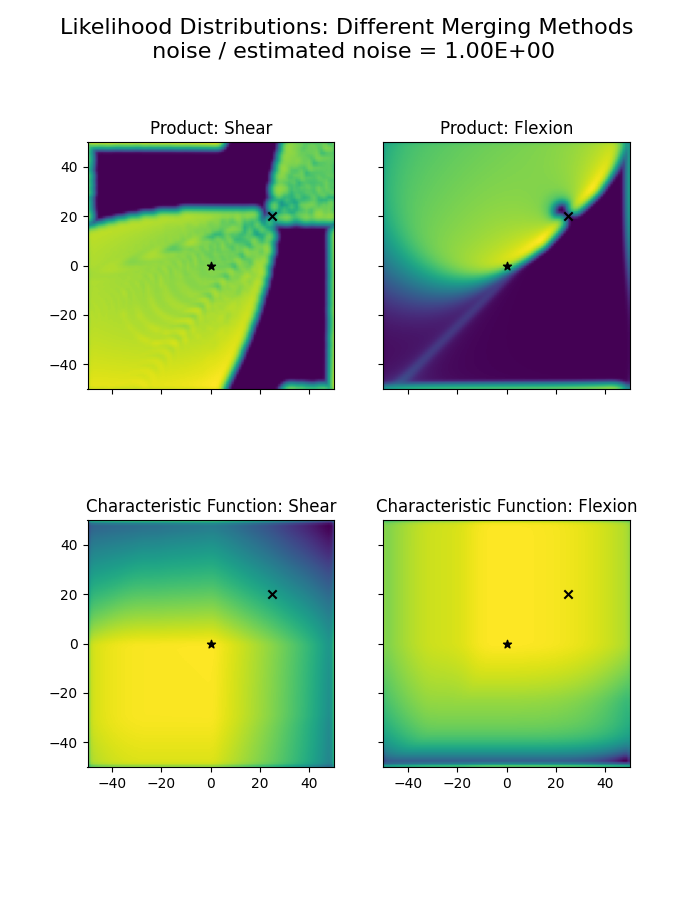 Likelihood Distributions: Different Merging Methods
noise / estimated noise = 1.00E+00
Product: Shear
Product: Flexion
40
20
0
−20
−40
Characteristic Function: Shear
Characteristic Function: Flexion
40
20
0
−20
−40
−40 −20 0 20 40
−40 −20 0 20 40